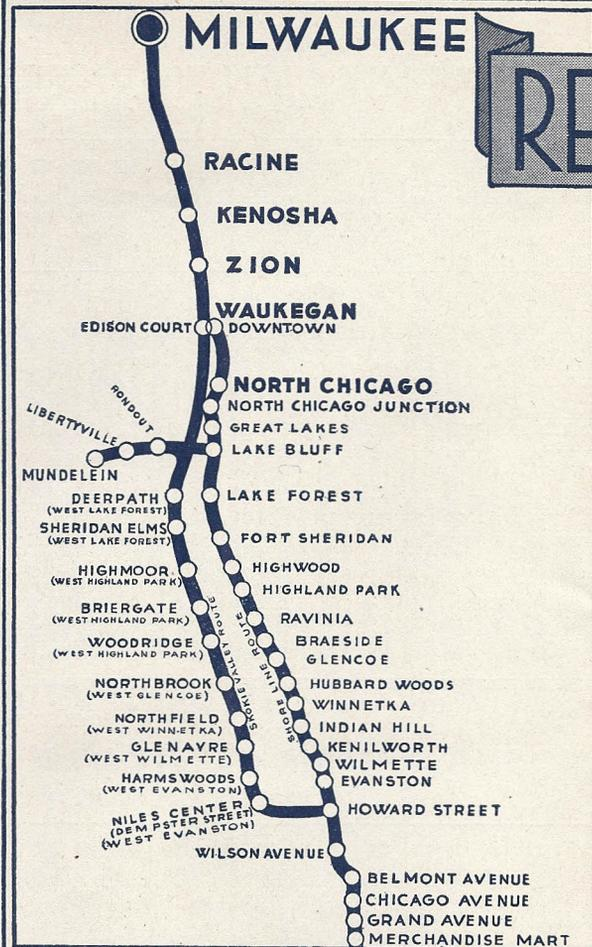 MILWAUKEE
RE
RACINE
KENOSHA
ZION
WAUKEGAN
EDISON COURT
DOWNTOWN
NORTH CHICAGO
NORTH CHICAGO JUNCTION
GREAT LAKES
LAKE BLUFF
RONDOUT
LIBERTYVILLE
MUNDELEIN
DEERPATH
(WEST LAKE FOREST)
LAKE FOREST
SHERIDAN ELMS
(WEST LAKE FOREST)
FORT SHERIDAN
HIGHMOOR
(WEST HIGHLAND PARK)
HIGHWOOD
HIGHLAND PARK
BRIERGATE
(WEST HIGHLAND PARK)
RAVINIA
WOODRIDGE
(WEST HIGHLAND PARK)
BRAESIDE
GLENCOE
SKOKIE VALLEY ROUTE
SHORE LINE ROUTE
NORTHBROOK
(WEST GLENCOE)
HUBBARD WOODS
WINNETKA
NORTHFIELD
(WEST WINNETKA)
INDIAN HILL
GLENAYRE
(WEST WILMETTE)
KENILWORTH
WILMETTE
HARMSWOODS
(WEST EVANSTON)
EVANSTON
NILES CENTER
(DEMPSTER STREET)
(WEST EVANSTON)
HOWARD STREET
WILSON AVENUE
BELMONT AVENUE
CHICAGO AVENUE
GRAND AVENUE
MERCHANDISE MART